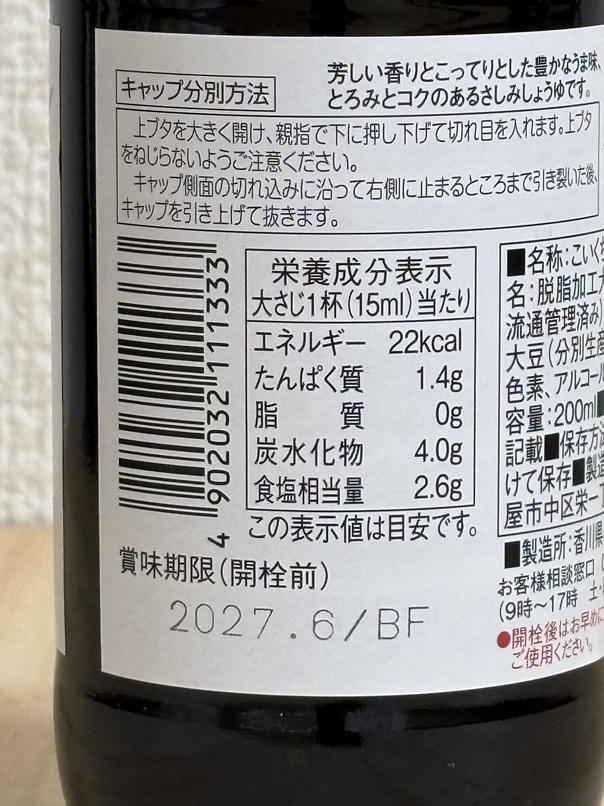 芳しい香りとこってりとした豊かなうま味、
とろみとコクのあるさしみしょうゆです。
キャップ分別方法
上ブタを大きく開け、親指で下に押し下げて切れ目を入れます。上ブタ
をねじらないようご注意ください。
キャップ側面の切れ込みに沿って右側に止まるところまで引き裂いた後、
キャップを引き上げて抜きます。
4 902032 111333
栄養成分表示
大さじ1杯(15ml)当たり
エネルギー 22kcal
たんぱく質 1.4g
脂質 0g
炭水化物 4.0g
食塩相当量 2.6g
この表示値は目安です。
賞味期限(開栓前)
2027.6/BF
■名称:こいく
名:脱脂加工
流通管理済み)
大豆(分別生産
色素、アルコール
容量:200ml■
記載■保存方
けて保存■製造
屋市中区栄一
■製造所:香川県
お客様相談窓口
(9時〜17時 土・
●開栓後はお早めに
ご使用ください。